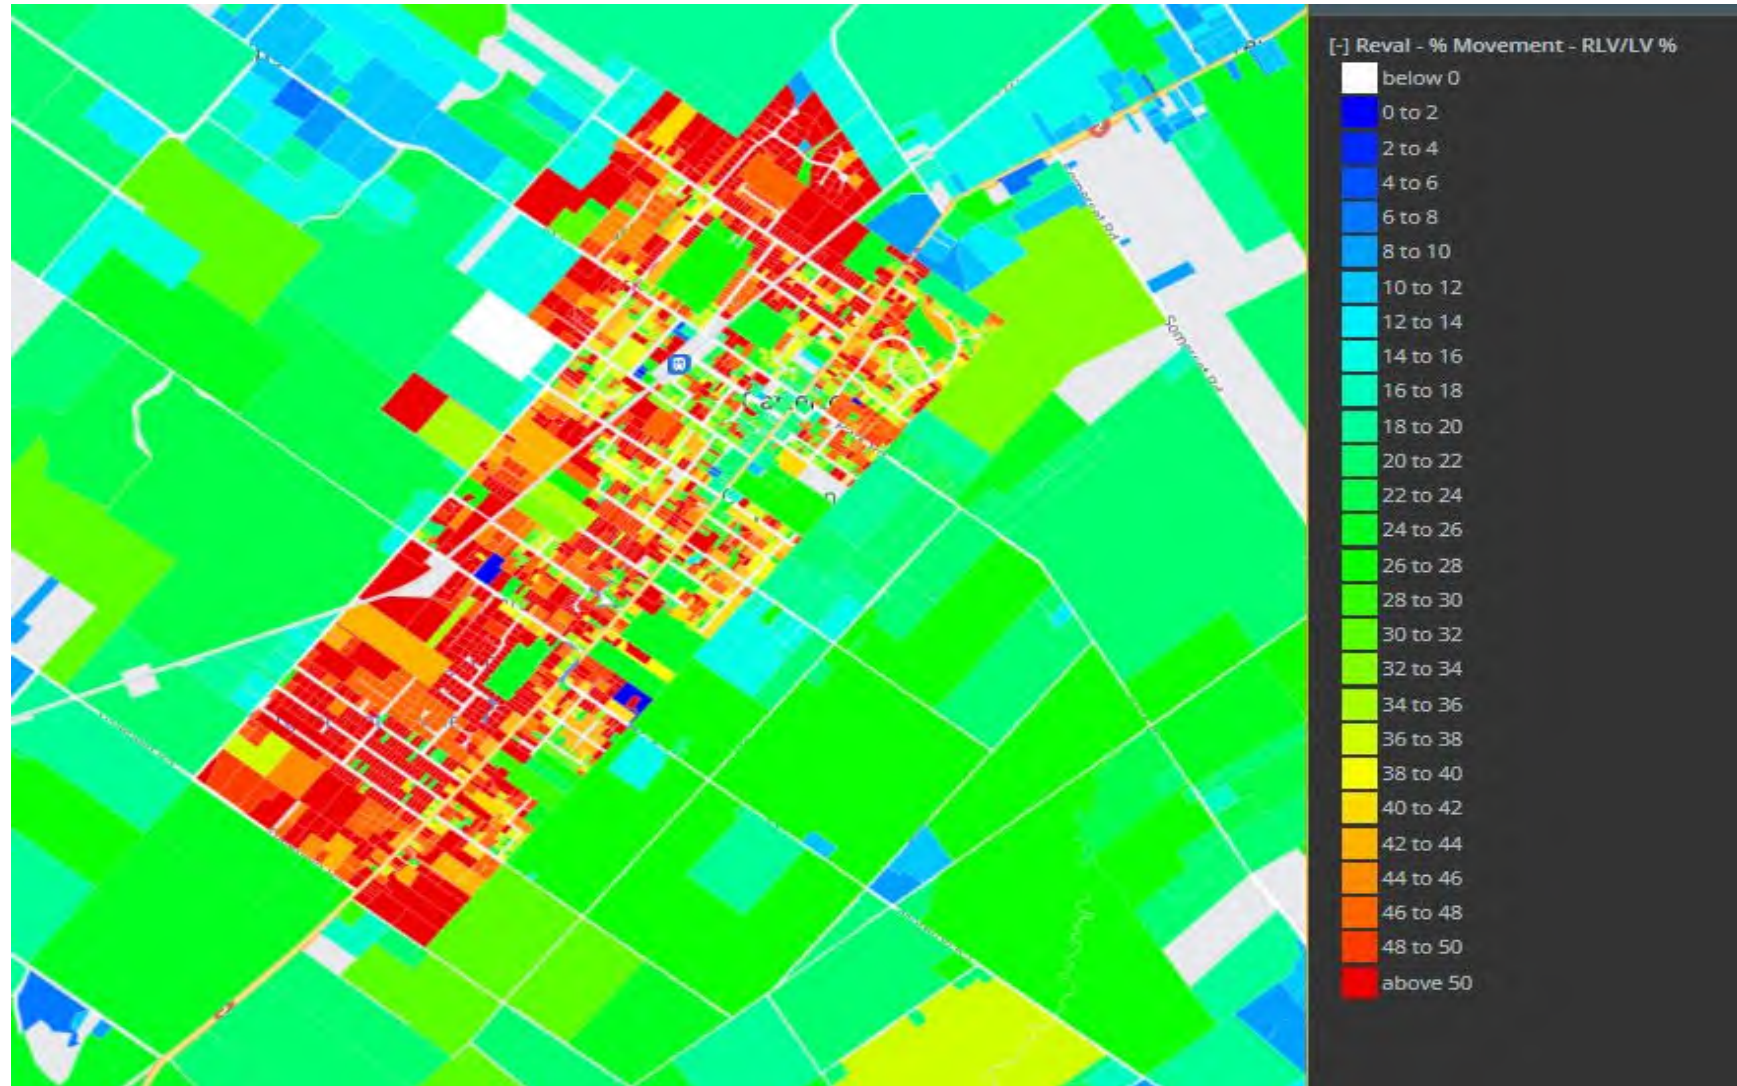 [-] Reval - % Movement - RLV/LV %
below 0
0 to 2
2 to 4
4 to 6
6 to 8
8 to 10
10 to 12
12 to 14
14 to 16
16 to 18
18 to 20
20 to 22
22 to 24
24 to 26
26 to 28
28 to 30
30 to 32
32 to 34
34 to 36
36 to 38
38 to 40
40 to 42
42 to 44
44 to 46
46 to 48
48 to 50
above 50
Somerset Rd
Somerset Rd